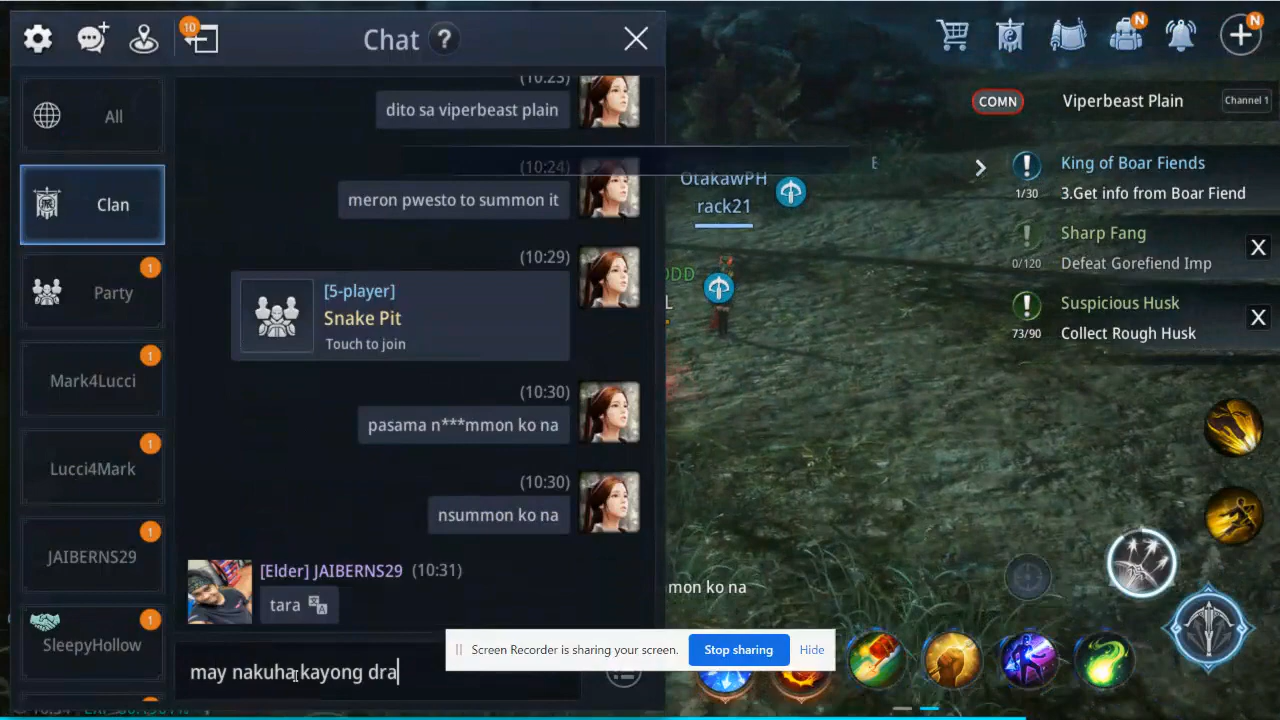 10
Chat
?
N
N
All
Clan
Party
1
Mark4Lucci
1
Lucci4Mark
1
JAIBERNS29
1
SleepyHollow
1
(10:23)
dito sa viperbeast plain
(10:24)
meron pwesto to summon it
(10:29)
[5-player]
Snake Pit
Touch to join
(10:30)
pasama n***mmon ko na
(10:30)
nsummon ko na
[Elder] JAIBERNS29 (10:31)
tara
may nakuha kayong dra
Screen Recorder is sharing your screen.
Stop sharing
Hide
OtakawPH
rack21
mon ko na
COMN
Viperbeast Plain
Channel 1
King of Boar Fiends
1/30
3.Get info from Boar Fiend
Sharp Fang
0/120
Defeat Gorefiend Imp
X
Suspicious Husk
73/90
Collect Rough Husk
X